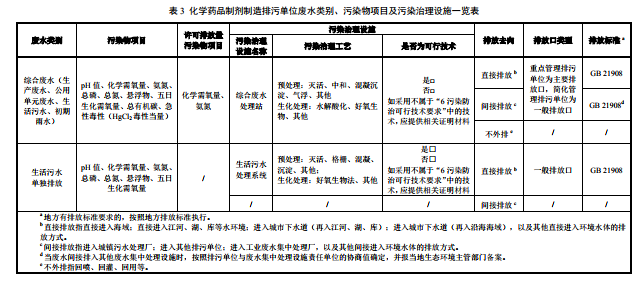 表 3 化学药品制剂制造排污单位废水类别、污染物项目及污染治理设施一览表
废水类别 污染物项目 许可排放量污染物项目 污染治理设施 排放去向 排放口类型 排放标准 a
污染治理设施名称 污染治理工艺 是否为可行技术
综合废水（生产废水、公用单元废水、生活污水、初期雨水）
pH 值、化学需氧量、氨氮、总磷、总氮、悬浮物、五日生化需氧量、总有机碳、急性毒性（HgCl2 毒性当量）
化学需氧量、氨氮
综合废水处理站
预处理：灭活、中和、混凝沉淀、气浮、其他
生化处理：水解酸化、好氧生物、其他
是□
否□
如采用不属于“6 污染防治可行技术要求”中的技术，应提供相关证明材料
直接排放 b
重点管理排污单位为主要排放口，简化管理排污单位为一般排放口
GB 21908
间接排放 c
GB 21908d
不外排 e / /
生活污水单独排放
pH 值、化学需氧量、氨氮、总磷、总氮、悬浮物、五日生化需氧量
/
生活污水处理系统
预处理：灭活、格栅、混凝沉淀、其他；
生化处理：好氧生物法、其他
是□
否□
如采用不属于“6 污染防治可行技术要求”中的技术，应提供相关证明材料
直接排放 b 一般排放口 GB 21908
/ / / 间接排放 c / /
a 地方有排放标准要求的，按照地方排放标准执行。
b 直接排放指直接进入海域；直接进入江河、湖、库等水环境；进入城市下水道（再入江河、湖、库）；进入城市下水道（再入沿海海域），以及其他直接进入环境水体的排放方式。
c 间接排放指进入城镇污水处理厂；进入其他排污单位；进入工业废水集中处理厂，以及其他间接进入环境水体的排放方式。
d 当废水间接排入其他废水集中处理设施时，按照排污单位与废水集中处理设施责任单位的协商值确定，并报当地生态环境主管部门备案。
e 不外排指回喷、回灌、回用等。